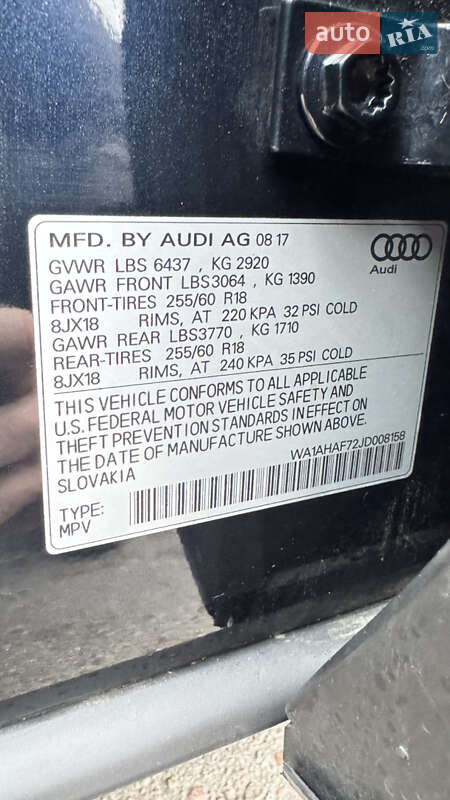 auto RIA
.com
MFD. BY AUDI AG 08 17
Audi
GVWR LBS 6437 , KG 2920
GAWR FRONT LBS3064 , KG 1390
FRONT-TIRES 255/60 R18
8JX18 RIMS, AT 220 KPA 32 PSI COLD
GAWR REAR LBS3770 , KG 1710
REAR-TIRES 255/60 R18
8JX18 RIMS, AT 240 KPA 35 PSI COLD
THIS VEHICLE CONFORMS TO ALL APPLICABLE
U.S. FEDERAL MOTOR VEHICLE SAFETY AND
THEFT PREVENTION STANDARDS IN EFFECT ON
THE DATE OF MANUFACTURE SHOWN ABOVE.
SLOVAKIA
WA1AHAF72JD008158
TYPE:
MPV